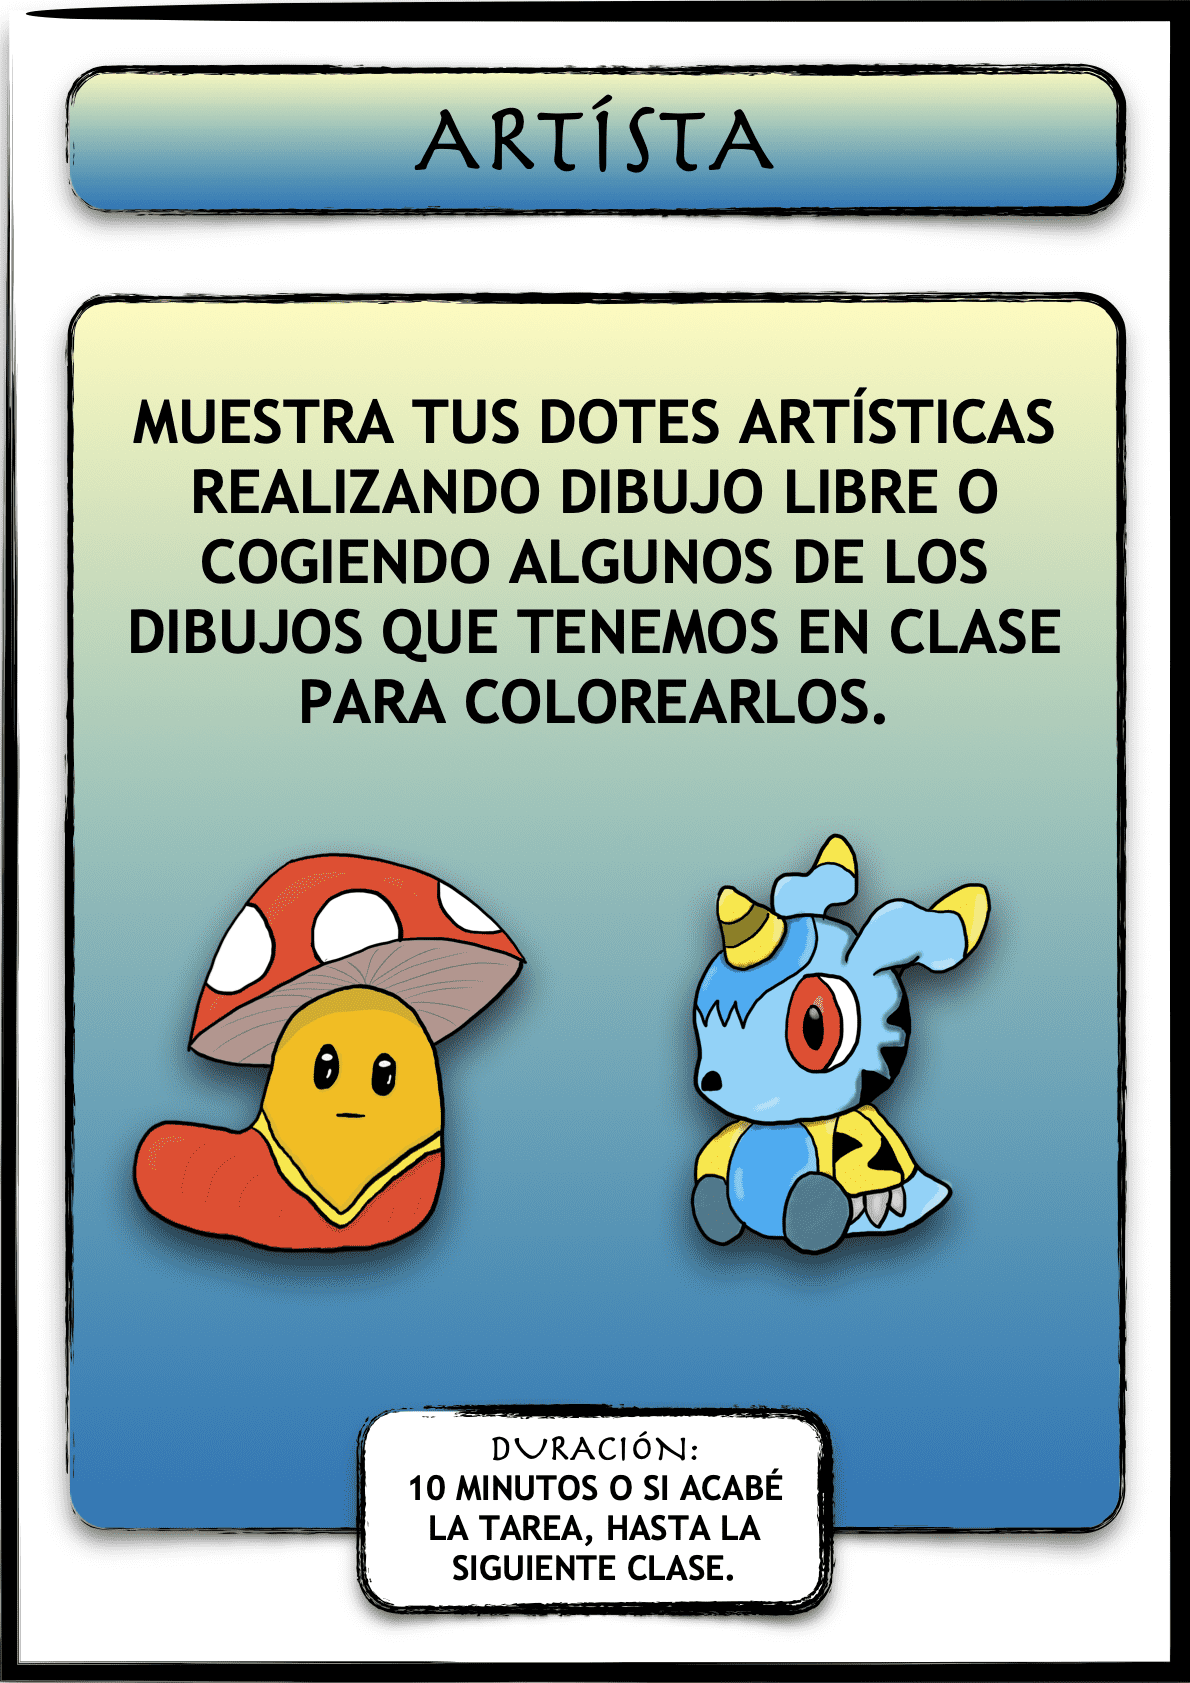 ARTÍSTA
MUESTRA TUS DOTES ARTÍSTICAS
REALIZANDO DIBUJO LIBRE O
COGIENDO ALGUNOS DE LOS
DIBUJOS QUE TENEMOS EN CLASE
PARA COLOREARLOS.
DURACIÓN:
10 MINUTOS O SI ACABÉ
LA TAREA, HASTA LA
SIGUIENTE CLASE.